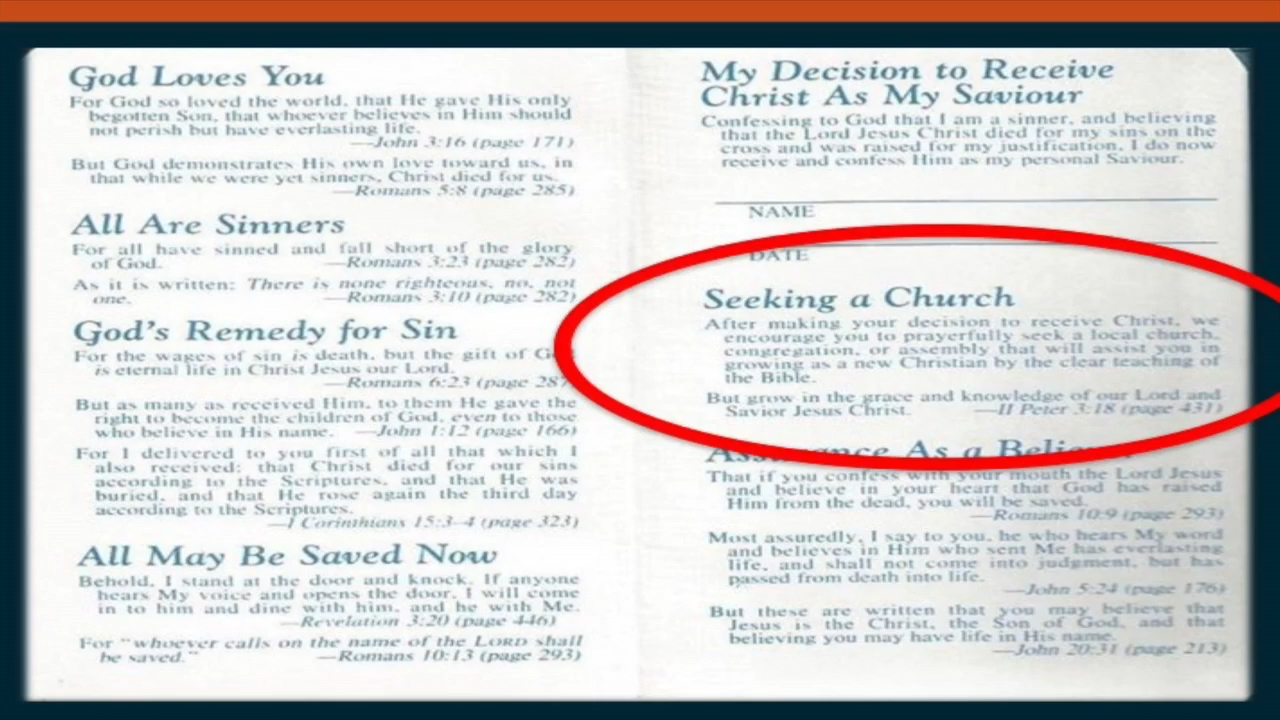 God Loves You
For God so loved the world, that He gave His only
begotten Son, that whoever believes in Him should
not perish but have everlasting life.
—John 3:16 (page 171)
But God demonstrates His own love toward us, in
that while we were yet sinners, Christ died for us.
—Romans 5:8 (page 285)
All Are Sinners
For all have sinned and fall short of the glory
of God. —Romans 3:23 (page 282)
As it is written: There is none righteous, no, not
one. —Romans 3:10 (page 282)
God's Remedy for Sin
For the wages of sin is death, but the gift of
is eternal life in Christ Jesus our Lord.
—Romans 6:23 (page 287
But as many as received Him, to them He gave the
right to become the children of God, even to those
who believe in His name. —John 1:12 (page 166)
For I delivered to you first of all that which I
also received: that Christ died for our sins
according to the Scriptures, and that He was
buried, and that He rose again the third day
according to the Scriptures.
—I Corinthians 15:3–4 (page 323)
All May Be Saved Now
Behold, I stand at the door and knock. If anyone
hears My voice and opens the door, I will come
in to him and dine with him, and he with Me.
—Revelation 3:20 (page 446)
For "whoever calls on the name of the LORD shall
be saved." —Romans 10:13 (page 293)
My Decision to Receive
Christ As My Saviour
Confessing to God that I am a sinner, and believing
that the Lord Jesus Christ died for my sins on the
cross and was raised for my justification, I do now
receive and confess Him as my personal Saviour.
NAME
DATE
Seeking a Church
After making your decision to receive Christ, we
encourage you to prayerfully seek a local church,
congregation, or assembly that will assist you in
growing as a new Christian by the clear teaching of
the Bible.
But grow in the grace and knowledge of our Lord and
Savior Jesus Christ. —II Peter 3:18 (page 431)
Assurance As a Believer
That if you confess with your mouth the Lord Jesus
and believe in your heart that God has raised
Him from the dead, you will be saved.
—Romans 10:9 (page 293)
Most assuredly, I say to you, he who hears My word
and believes in Him who sent Me has everlasting
life, and shall not come into judgment, but has
passed from death into life.
—John 5:24 (page 176)
But these are written that you may believe that
Jesus is the Christ, the Son of God, and that
believing you may have life in His name.
—John 20:31 (page 213)